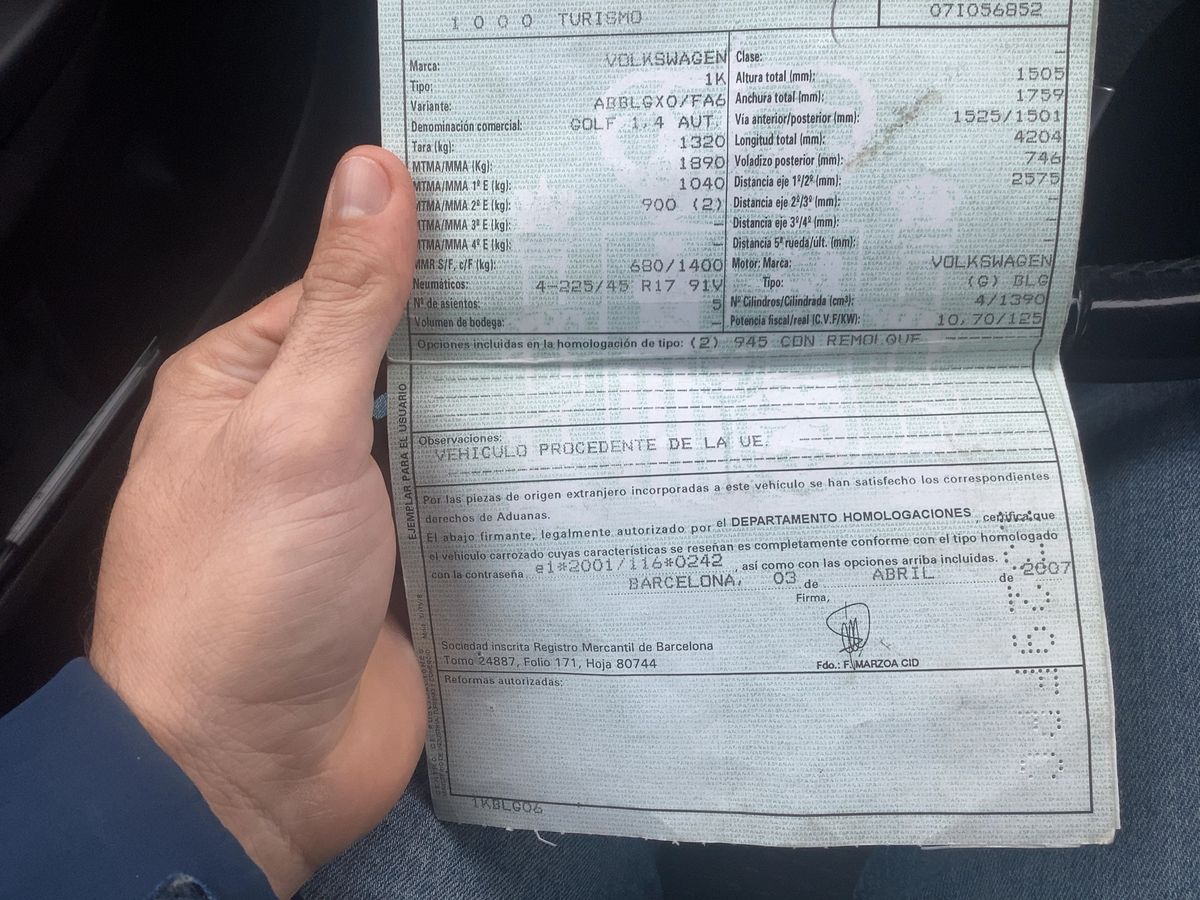 1000 TURISMO
071056852
Marca: VOLKSWAGEN
Tipo: 1K
Variante: ABBLGX0/FA6
Denominación comercial: GOLF 1,4 AUT.
Tara (kg): 1320
MTMA/MMA (Kg): 1890
MTMA/MMA 1º E (kg): 1040
MTMA/MMA 2º E (kg): 900 (2)
MTMA/MMA 3º E (kg): -
MTMA/MMA 4º E (kg): -
MMR S/F, c/F (kg): 680/1400
Neumáticos: 4-225/45 R17 91V
Nº de asientos: 5
Volumen de bodega: -
Clase: -
Altura total (mm): 1505
Anchura total (mm): 1759
Vía anterior/posterior (mm): 1525/1501
Longitud total (mm): 4204
Voladizo posterior (mm): 746
Distancia eje 1º/2º (mm): 2575
Distancia eje 2º/3º (mm): -
Distancia eje 3º/4º (mm): -
Distancia 5ª rueda/últ. (mm): -
Motor: Marca: VOLKSWAGEN
Tipo: (G) BLG
Nº Cilindros/Cilindrada (cm³): 4/1390
Potencia fiscal/real (C.V.F/KW): 10,70/125
Opciones incluidas en la homologación de tipo: (2) 945 CON REMOLQUE
EJEMPLAR PARA EL USUARIO
Observaciones:
VEHICULO PROCEDENTE DE LA UE.
Por las piezas de origen extranjero incorporadas a este vehículo se han satisfecho los correspondientes
derechos de Aduanas.
El abajo firmante, legalmente autorizado por el DEPARTAMENTO HOMOLOGACIONES , certifica que
el vehículo carrozado cuyas características se reseñan es completamente conforme con el tipo homologado
con la contraseña e1*2001/116*0242 , así como con las opciones arriba incluidas.
BARCELONA, 03 de ABRIL de 2007
Firma,
Sociedad inscrita Registro Mercantil de Barcelona
Tomo 24887, Folio 171, Hoja 80744
Fdo.: F. MARZOA CID
Reformas autorizadas:
1KBLG06